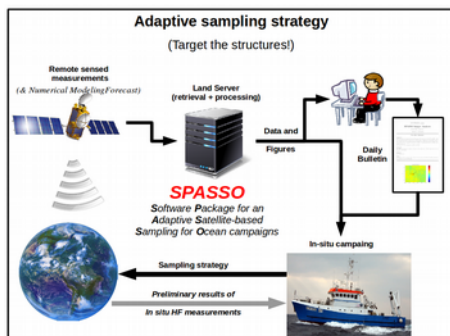 Adaptive sampling strategy
(Target the structures!)
Remote sensed
measurements
(& Numerical ModelingForecast)
Land Server
(retrieval + processing)
Data and
Figures
Daily
Bulletin
SPASSO
Software Package for an
Adaptive Satellite-based
Sampling for Ocean campaigns
In-situ campaing
Sampling strategy
Preliminary results of
In situ HF measurements